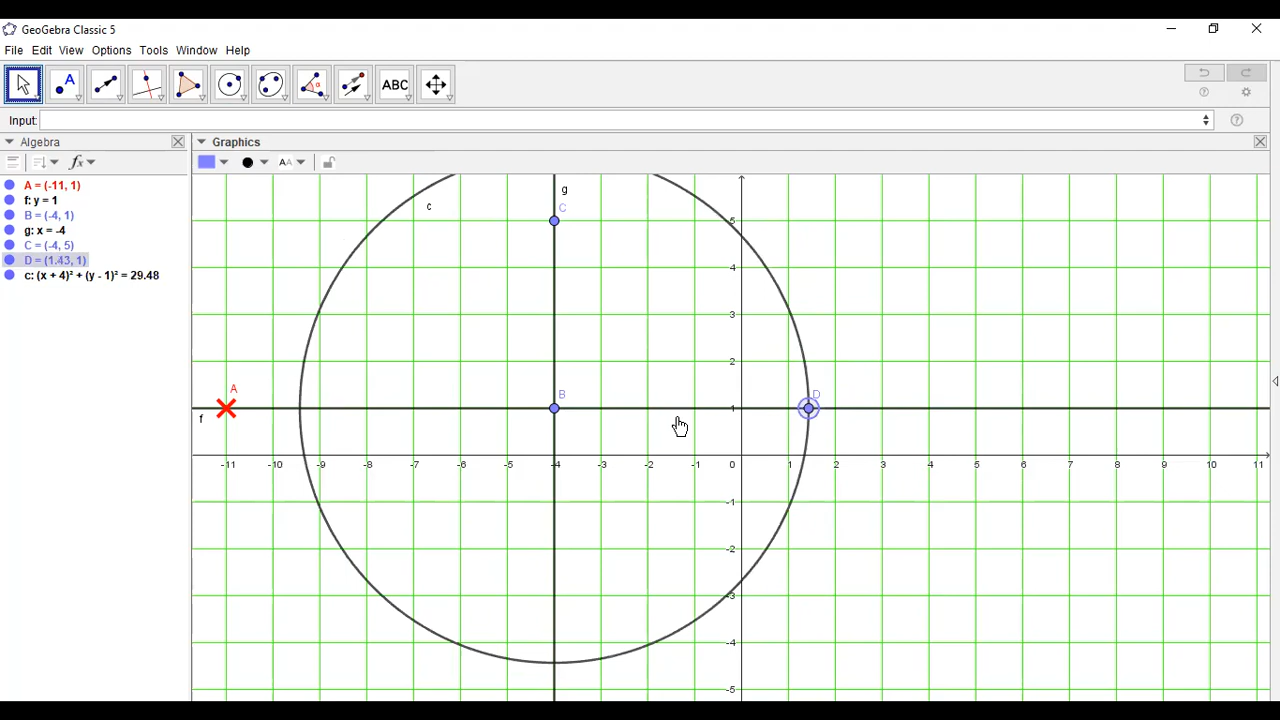 GeoGebra Classic 5
File Edit View Options Tools Window Help
A ABC
Input:
Algebra
Graphics
fx AA
A = (-11, 1)
f: y = 1
B = (-4, 1)
g: x = -4
C = (-4, 5)
D = (1.43, 1)
c: (x + 4)² + (y - 1)² = 29.48
g
c
C
5
4
3
2
A
B
D
1
f
-11 -10 -9 -8 -7 -6 -5 -4 -3 -2 -1 0 1 2 3 4 5 6 7 8 9 10 11
-1
-2
-3
-4
-5